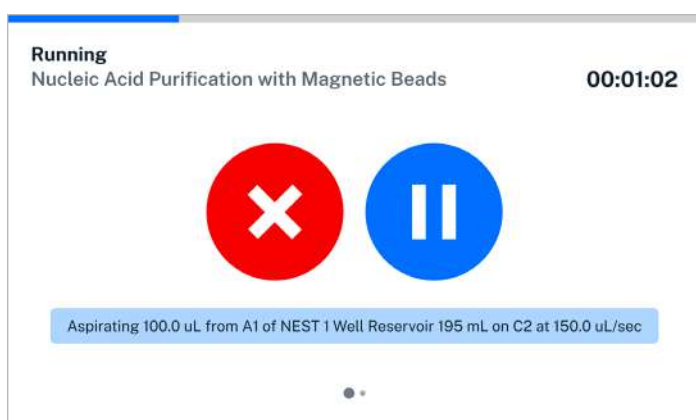 Running
Nucleic Acid Purification with Magnetic Beads
00:01:02
Aspirating 100.0 uL from A1 of NEST 1 Well Reservoir 195 mL on C2 at 150.0 uL/sec